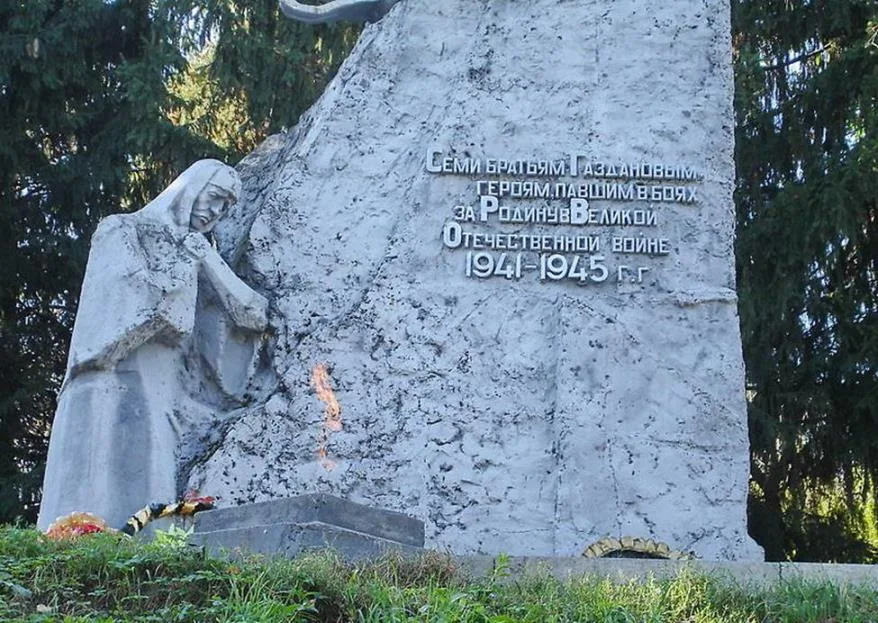 Семи братьям Газдановым,
героям, павшим в боях
за Родину в Великой
Отечественной войне
1941-1945 г.г